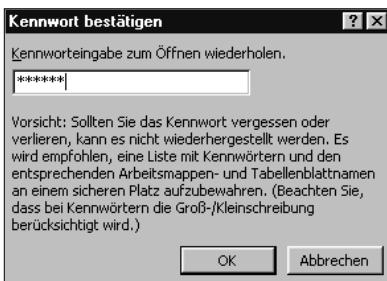 Kennwort bestätigen
Kennworteingabe zum Öffnen wiederholen.
******
Vorsicht: Sollten Sie das Kennwort vergessen oder
verlieren, kann es nicht wiederhergestellt werden. Es
wird empfohlen, eine Liste mit Kennwörtern und den
entsprechenden Arbeitsmappen- und Tabellenblattnamen
an einem sicheren Platz aufzubewahren. (Beachten Sie,
dass bei Kennwörtern die Groß-/Kleinschreibung
berücksichtigt wird.)
OK Abbrechen